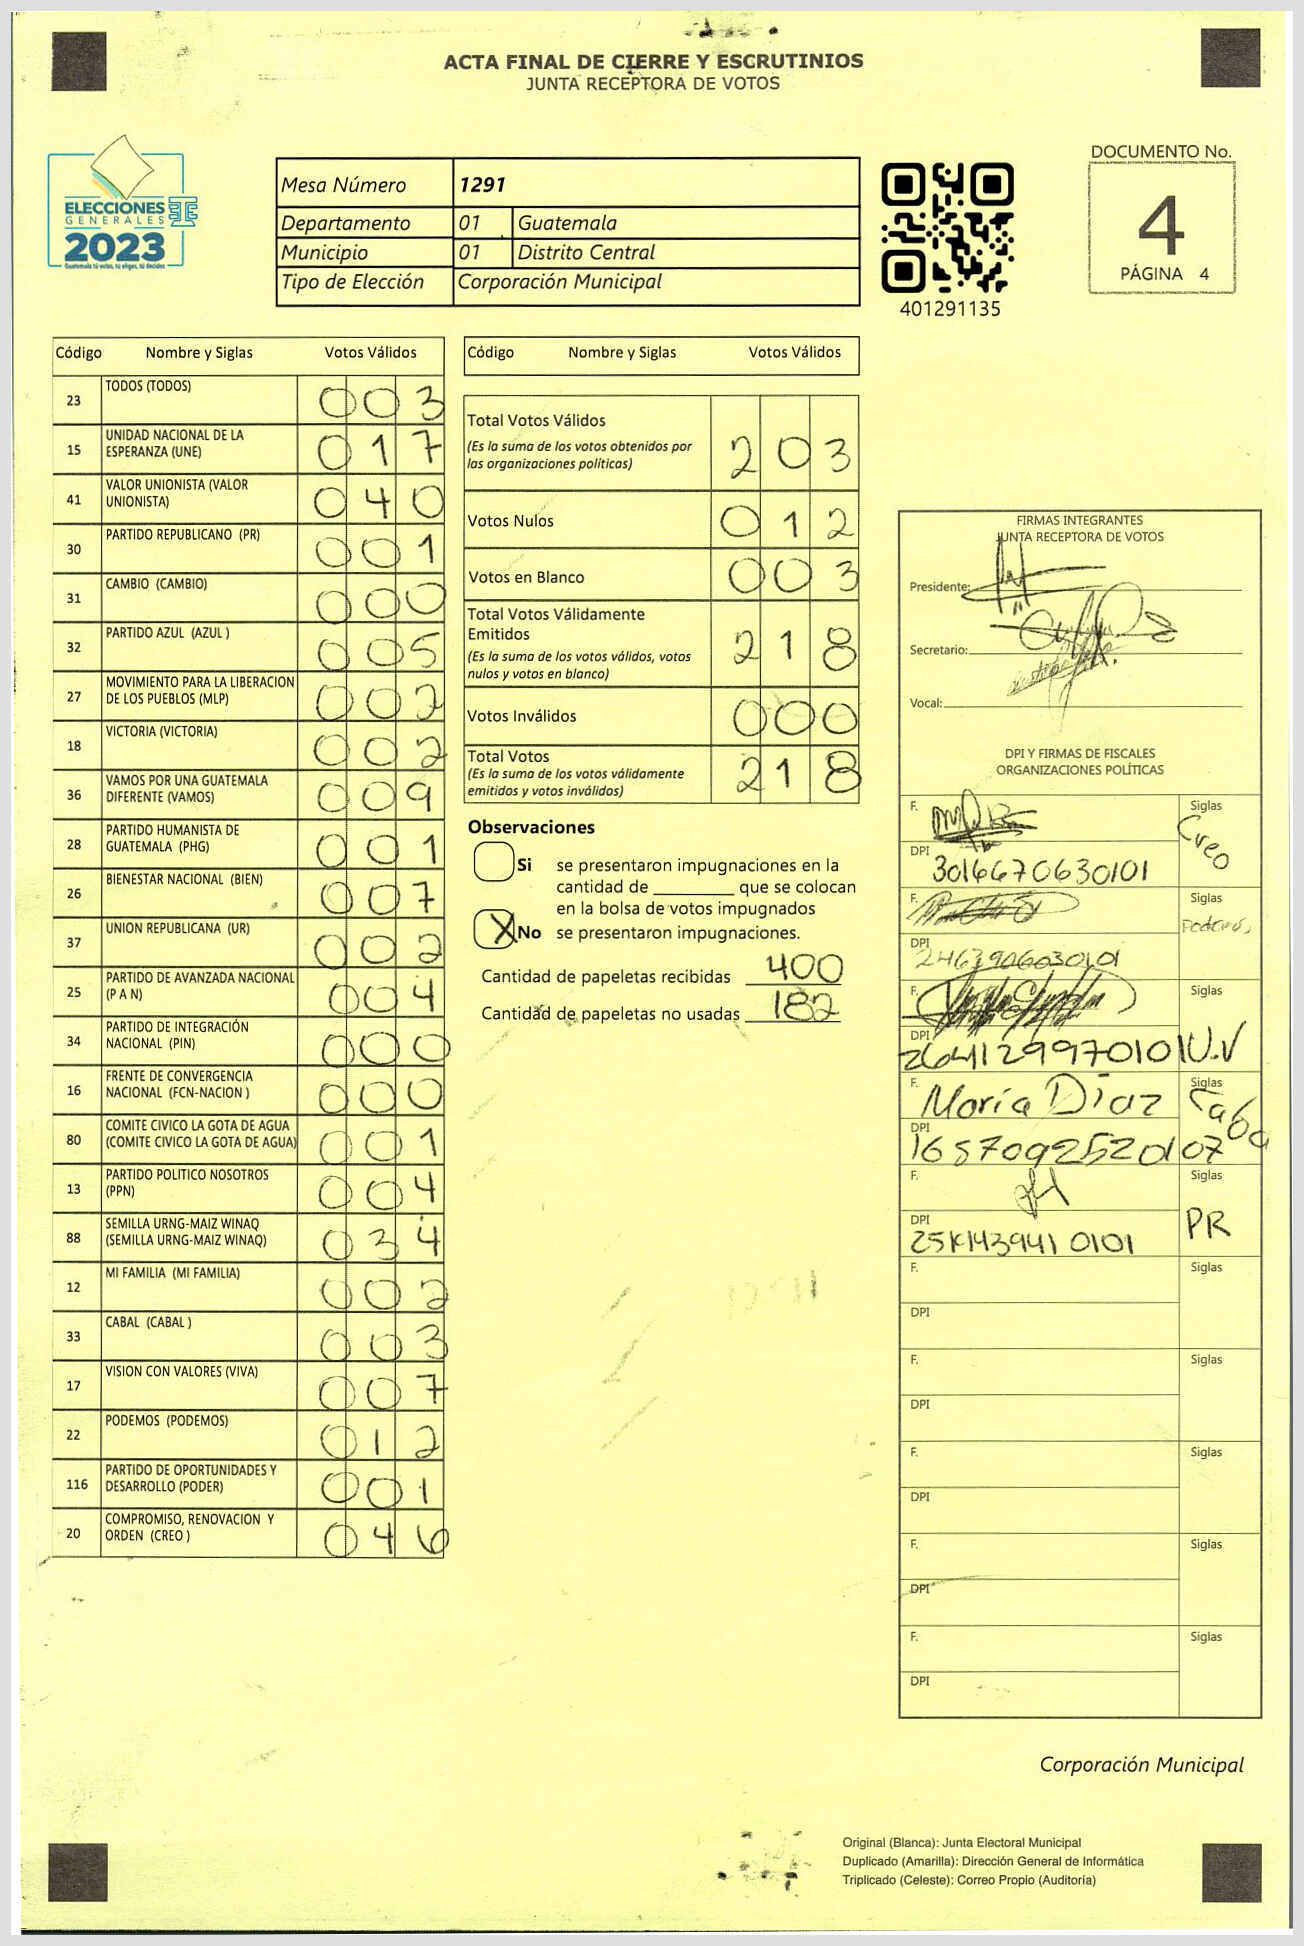 ACTA FINAL DE CIERRE Y ESCRUTINIOS
JUNTA RECEPTORA DE VOTOS
ELECCIONES
GENERALES
2023
Guatemala tú votas, tú eliges, tú decides
Mesa Número 1291
Departamento 01 Guatemala
Municipio 01 Distrito Central
Tipo de Elección Corporación Municipal
401291135
DOCUMENTO No.
4
PÁGINA 4
Código Nombre y Siglas Votos Válidos
23 TODOS (TODOS) 003
15 UNIDAD NACIONAL DE LA
ESPERANZA (UNE) 017
41 VALOR UNIONISTA (VALOR
UNIONISTA) 040
30 PARTIDO REPUBLICANO (PR) 001
31 CAMBIO (CAMBIO) 000
32 PARTIDO AZUL (AZUL ) 005
27 MOVIMIENTO PARA LA LIBERACION
DE LOS PUEBLOS (MLP) 002
18 VICTORIA (VICTORIA) 002
36 VAMOS POR UNA GUATEMALA
DIFERENTE (VAMOS) 009
28 PARTIDO HUMANISTA DE
GUATEMALA (PHG) 001
26 BIENESTAR NACIONAL (BIEN) 007
37 UNION REPUBLICANA (UR) 002
25 PARTIDO DE AVANZADA NACIONAL
(P A N) 004
34 PARTIDO DE INTEGRACIÓN
NACIONAL (PIN) 000
16 FRENTE DE CONVERGENCIA
NACIONAL (FCN-NACION ) 000
80 COMITE CIVICO LA GOTA DE AGUA
(COMITE CIVICO LA GOTA DE AGUA) 001
13 PARTIDO POLITICO NOSOTROS
(PPN) 004
88 SEMILLA URNG-MAIZ WINAQ
(SEMILLA URNG-MAIZ WINAQ) 034
12 MI FAMILIA (MI FAMILIA) 002
33 CABAL (CABAL ) 003
17 VISION CON VALORES (VIVA) 007
22 PODEMOS (PODEMOS) 012
116 PARTIDO DE OPORTUNIDADES Y
DESARROLLO (PODER) 001
20 COMPROMISO, RENOVACION Y
ORDEN (CREO ) 046
Código Nombre y Siglas Votos Válidos
Total Votos Válidos
(Es la suma de los votos obtenidos por
las organizaciones políticas) 203
Votos Nulos 012
Votos en Blanco 003
Total Votos Válidamente
Emitidos
(Es la suma de los votos válidos, votos
nulos y votos en blanco) 218
Votos Inválidos 000
Total Votos
(Es la suma de los votos válidamente
emitidos y votos inválidos) 218
Observaciones
Si se presentaron impugnaciones en la
cantidad de ________ que se colocan
en la bolsa de votos impugnados
X No se presentaron impugnaciones.
Cantidad de papeletas recibidas 400
Cantidad de papeletas no usadas 182
FIRMAS INTEGRANTES
JUNTA RECEPTORA DE VOTOS
Presidente:
Secretario:
Vocal:
DPI Y FIRMAS DE FISCALES
ORGANIZACIONES POLÍTICAS
F. Siglas
Creo
DPI
3016670630101
F. Siglas
Podemos
DPI
F. Siglas
DPI
2641299700101 U.V
F. María Díaz Siglas
DPI
1657092520107
F. Siglas
PR
DPI
F. Siglas
DPI
F. Siglas
DPI
F. Siglas
DPI
F. Siglas
DPI
F. Siglas
DPI
Corporación Municipal
Original (Blanca): Junta Electoral Municipal
Duplicado (Amarilla): Dirección General de Informática
Triplicado (Celeste): Correo Propio (Auditoría)